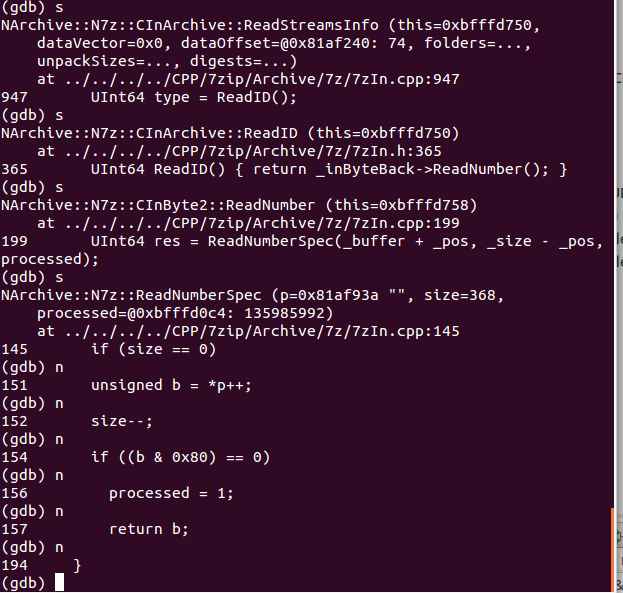 (gdb) s
NArchive::N7z::CInArchive::ReadStreamsInfo (this=0xbfffd750,
    dataVector=0x0, dataOffset=@0x81af240: 74, folders=...,
    unpackSizes=..., digests=...)
    at ../../../../CPP/7zip/Archive/7z/7zIn.cpp:947
947       UInt64 type = ReadID();
(gdb) s
NArchive::N7z::CInArchive::ReadID (this=0xbfffd750)
    at ../../../../CPP/7zip/Archive/7z/7zIn.h:365
365       UInt64 ReadID() { return _inByteBack->ReadNumber(); }
(gdb) s
NArchive::N7z::CInByte2::ReadNumber (this=0xbfffd758)
    at ../../../../CPP/7zip/Archive/7z/7zIn.cpp:199
199       UInt64 res = ReadNumberSpec(_buffer + _pos, _size - _pos,
processed);
(gdb) s
NArchive::N7z::ReadNumberSpec (p=0x81af93a "", size=368,
    processed=@0xbfffd0c4: 135985992)
    at ../../../../CPP/7zip/Archive/7z/7zIn.cpp:145
145       if (size == 0)
(gdb) n
151       unsigned b = *p++;
(gdb) n
152       size--;
(gdb) n
154       if ((b & 0x80) == 0)
(gdb) n
156         processed = 1;
(gdb) n
157         return b;
(gdb) n
194     }
(gdb)